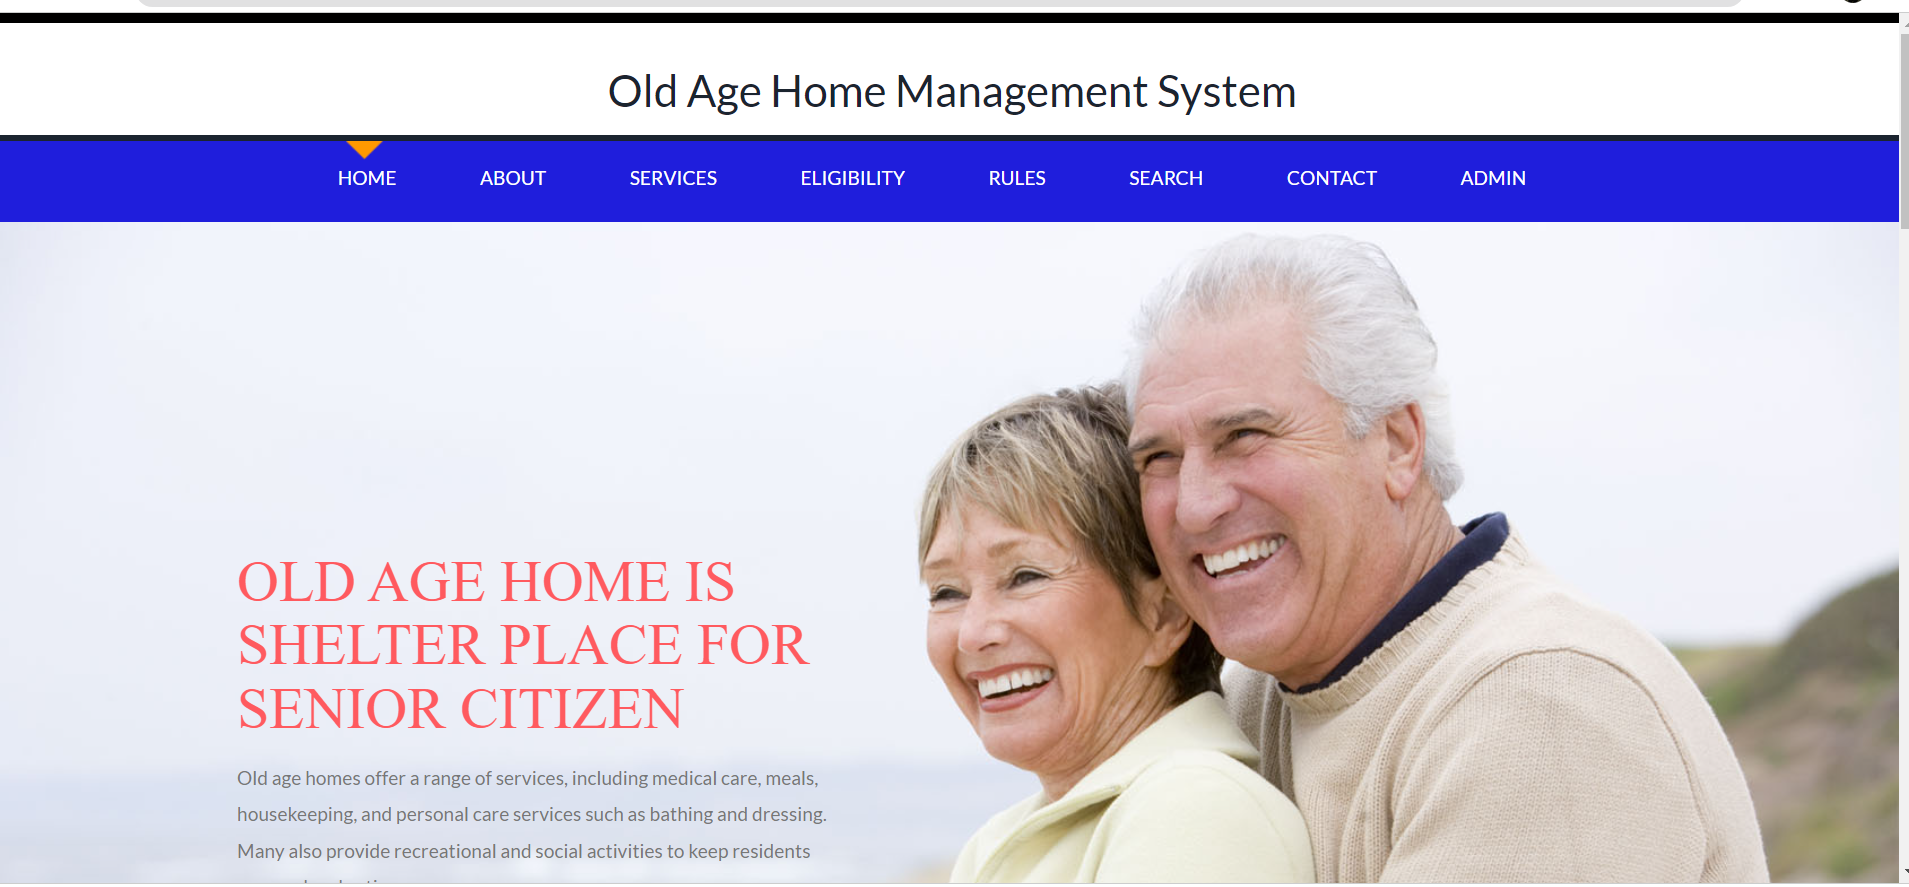 Old Age Home Management System
HOME ABOUT SERVICES ELIGIBILITY RULES SEARCH CONTACT ADMIN
OLD AGE HOME IS
SHELTER PLACE FOR
SENIOR CITIZEN
Old age homes offer a range of services, including medical care, meals,
housekeeping, and personal care services such as bathing and dressing.
Many also provide recreational and social activities to keep residents